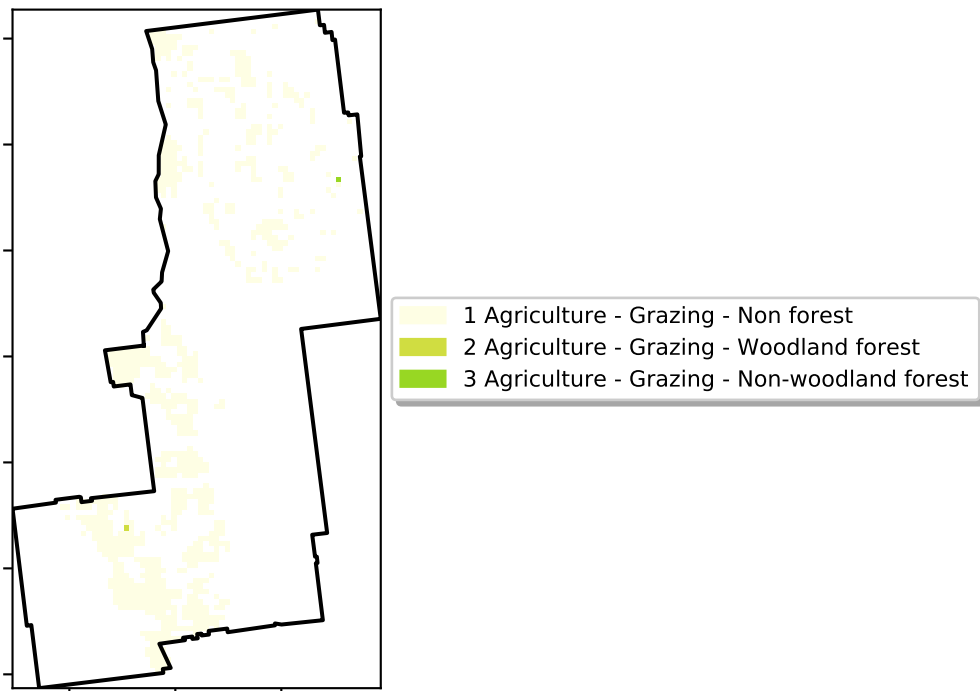 1 Agriculture - Grazing - Non forest
2 Agriculture - Grazing - Woodland forest
3 Agriculture - Grazing - Non-woodland forest